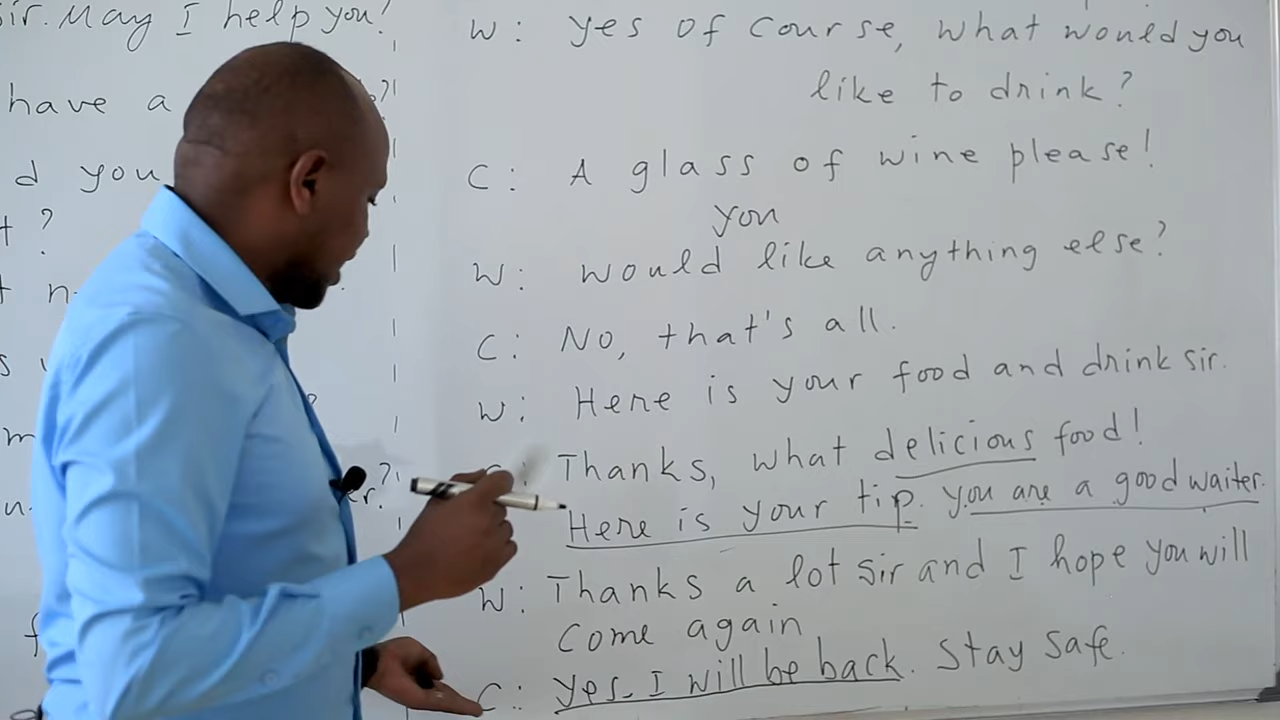 sir. May I help you?
have a
d you
t?
W: yes of course, what would you
like to drink?
C: A glass of wine please!
you
W: would like anything else?
C: No, that's all.
W: Here is your food and drink sir.
C: Thanks, what delicious food!
Here is your tip. you are a good waiter.
W: Thanks a lot sir and I hope you will
come again
C: yes. I will be back. Stay safe.